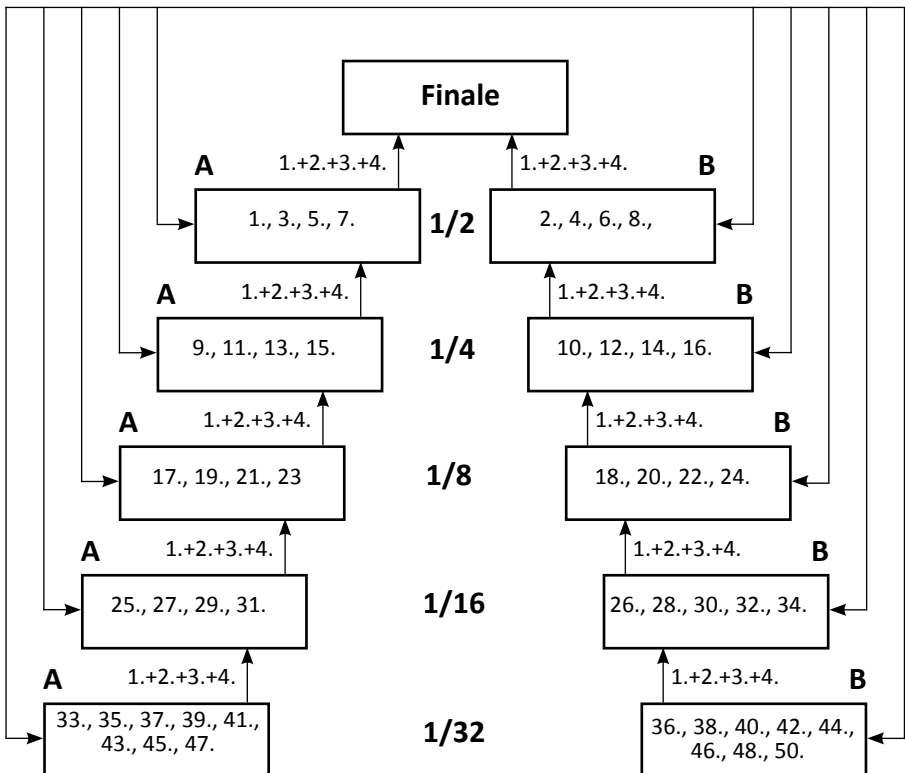 Finale
A 1.+2.+3.+4. 1.+2.+3.+4. B
1., 3., 5., 7. 1/2 2., 4., 6., 8.,
A 1.+2.+3.+4. 1.+2.+3.+4. B
9., 11., 13., 15. 1/4 10., 12., 14., 16.
A 1.+2.+3.+4. 1.+2.+3.+4. B
17., 19., 21., 23 1/8 18., 20., 22., 24.
A 1.+2.+3.+4. 1.+2.+3.+4. B
25., 27., 29., 31. 1/16 26., 28., 30., 32., 34.
A 1.+2.+3.+4. 1.+2.+3.+4. B
33., 35., 37., 39., 41.,
43., 45., 47.
1/32
36., 38., 40., 42., 44.,
46., 48., 50.